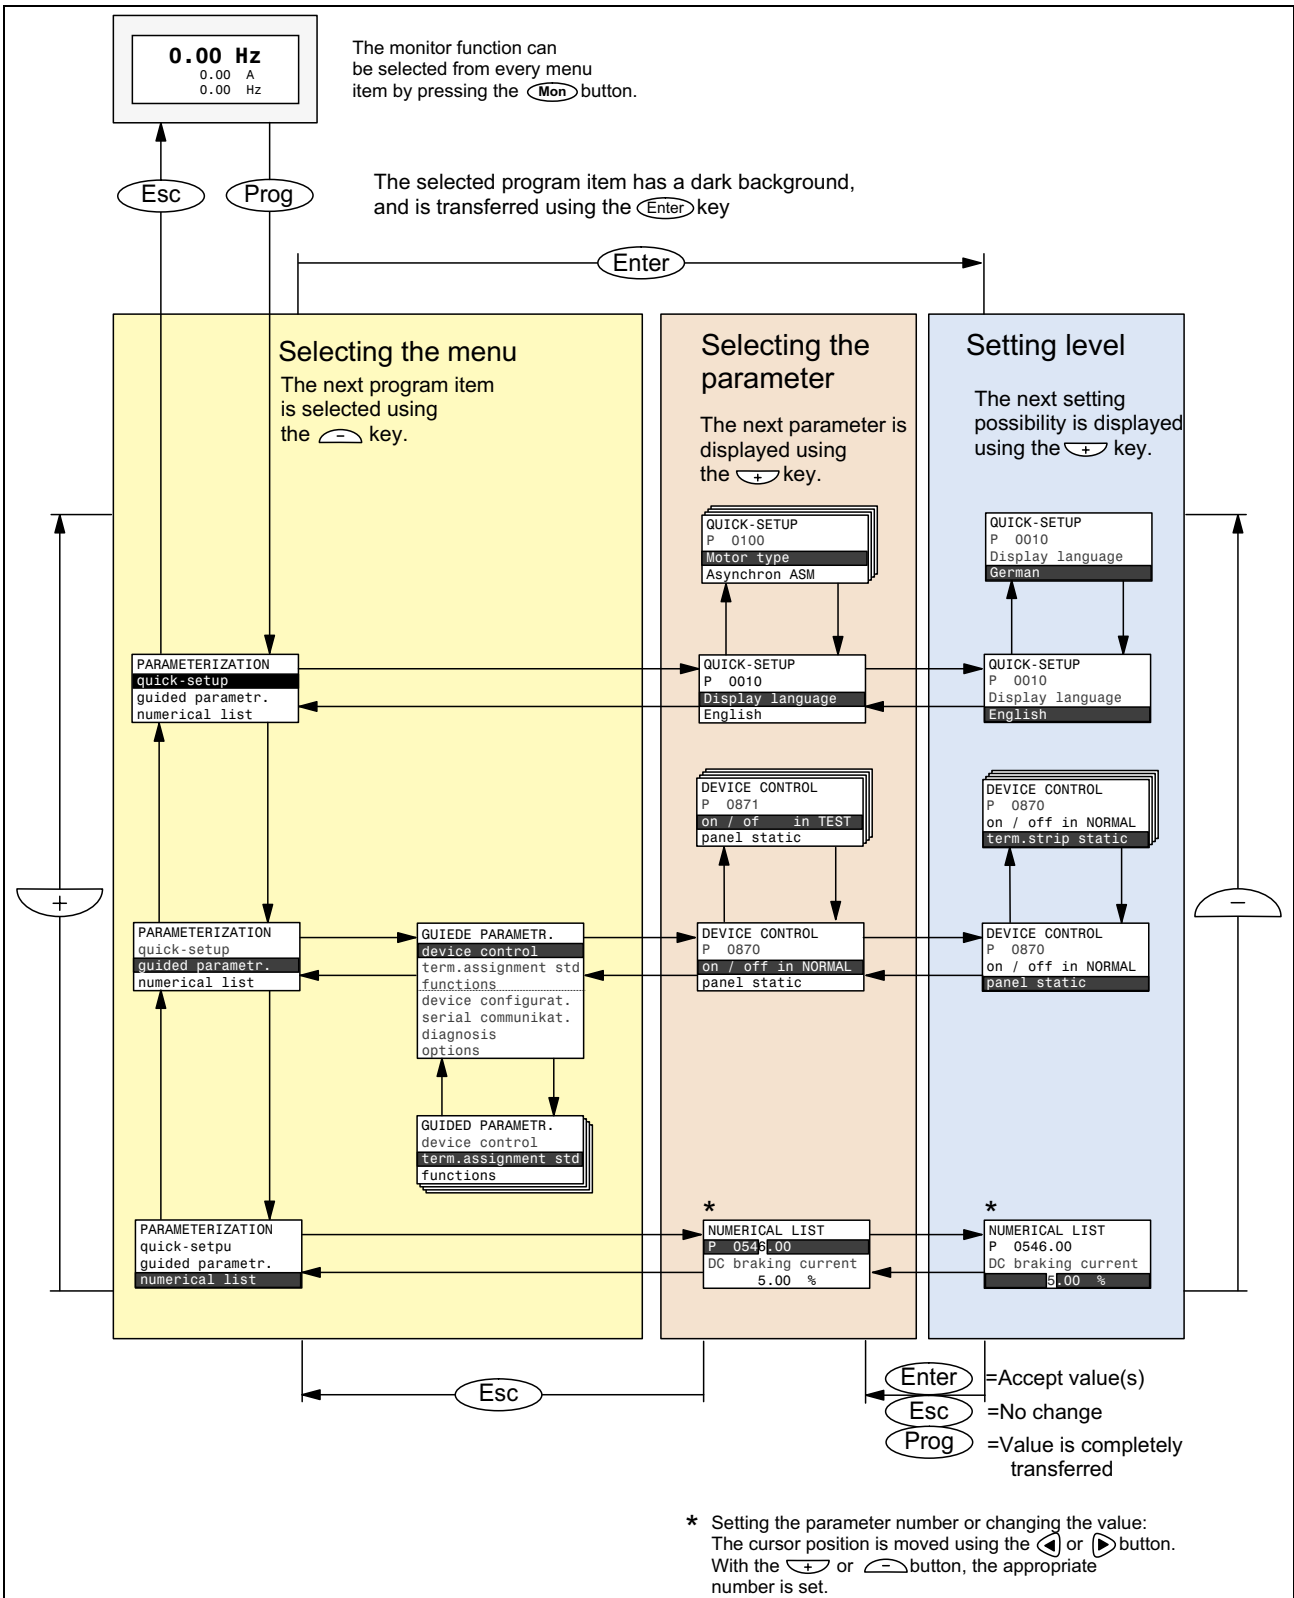 0.00 Hz
0.00 A
0.00 Hz
The monitor function can
be selected from every menu
item by pressing the Mon button.
Esc
Prog
The selected program item has a dark background,
and is transferred using the Enter key
Enter
Selecting the menu
The next program item
is selected using
the - key.
Selecting the
parameter
The next parameter is
displayed using
the + key.
Setting level
The next setting
possibility is displayed
using the + key.
QUICK-SETUP
P 0100
Motor type
Asynchron ASM
QUICK-SETUP
P 0010
Display language
German
PARAMETERIZATION
quick-setup
guided parametr.
numerical list
QUICK-SETUP
P 0010
Display language
English
QUICK-SETUP
P 0010
Display language
English
DEVICE CONTROL
P 0871
on / of in TEST
panel static
DEVICE CONTROL
P 0870
on / off in NORMAL
term.strip static
+
-
PARAMETERIZATION
quick-setup
guided parametr.
numerical list
GUIEDE PARAMETR.
device control
term.assignment std
functions
device configurat.
serial communikat.
diagnosis
options
DEVICE CONTROL
P 0870
on / off in NORMAL
panel static
DEVICE CONTROL
P 0870
on / off in NORMAL
panel static
GUIDED PARAMETR.
device control
term.assignment std
functions
PARAMETERIZATION
quick-setpu
guided parametr.
numerical list
*
NUMERICAL LIST
P 0546.00
DC braking current
5.00 %
*
NUMERICAL LIST
P 0546.00
DC braking current
5.00 %
Esc
Enter =Accept value(s)
Esc =No change
Prog =Value is completely
transferred
* Setting the parameter number or changing the value:
The cursor position is moved using the ◀ or ▶ button.
With the + or - button, the appropriate
number is set.